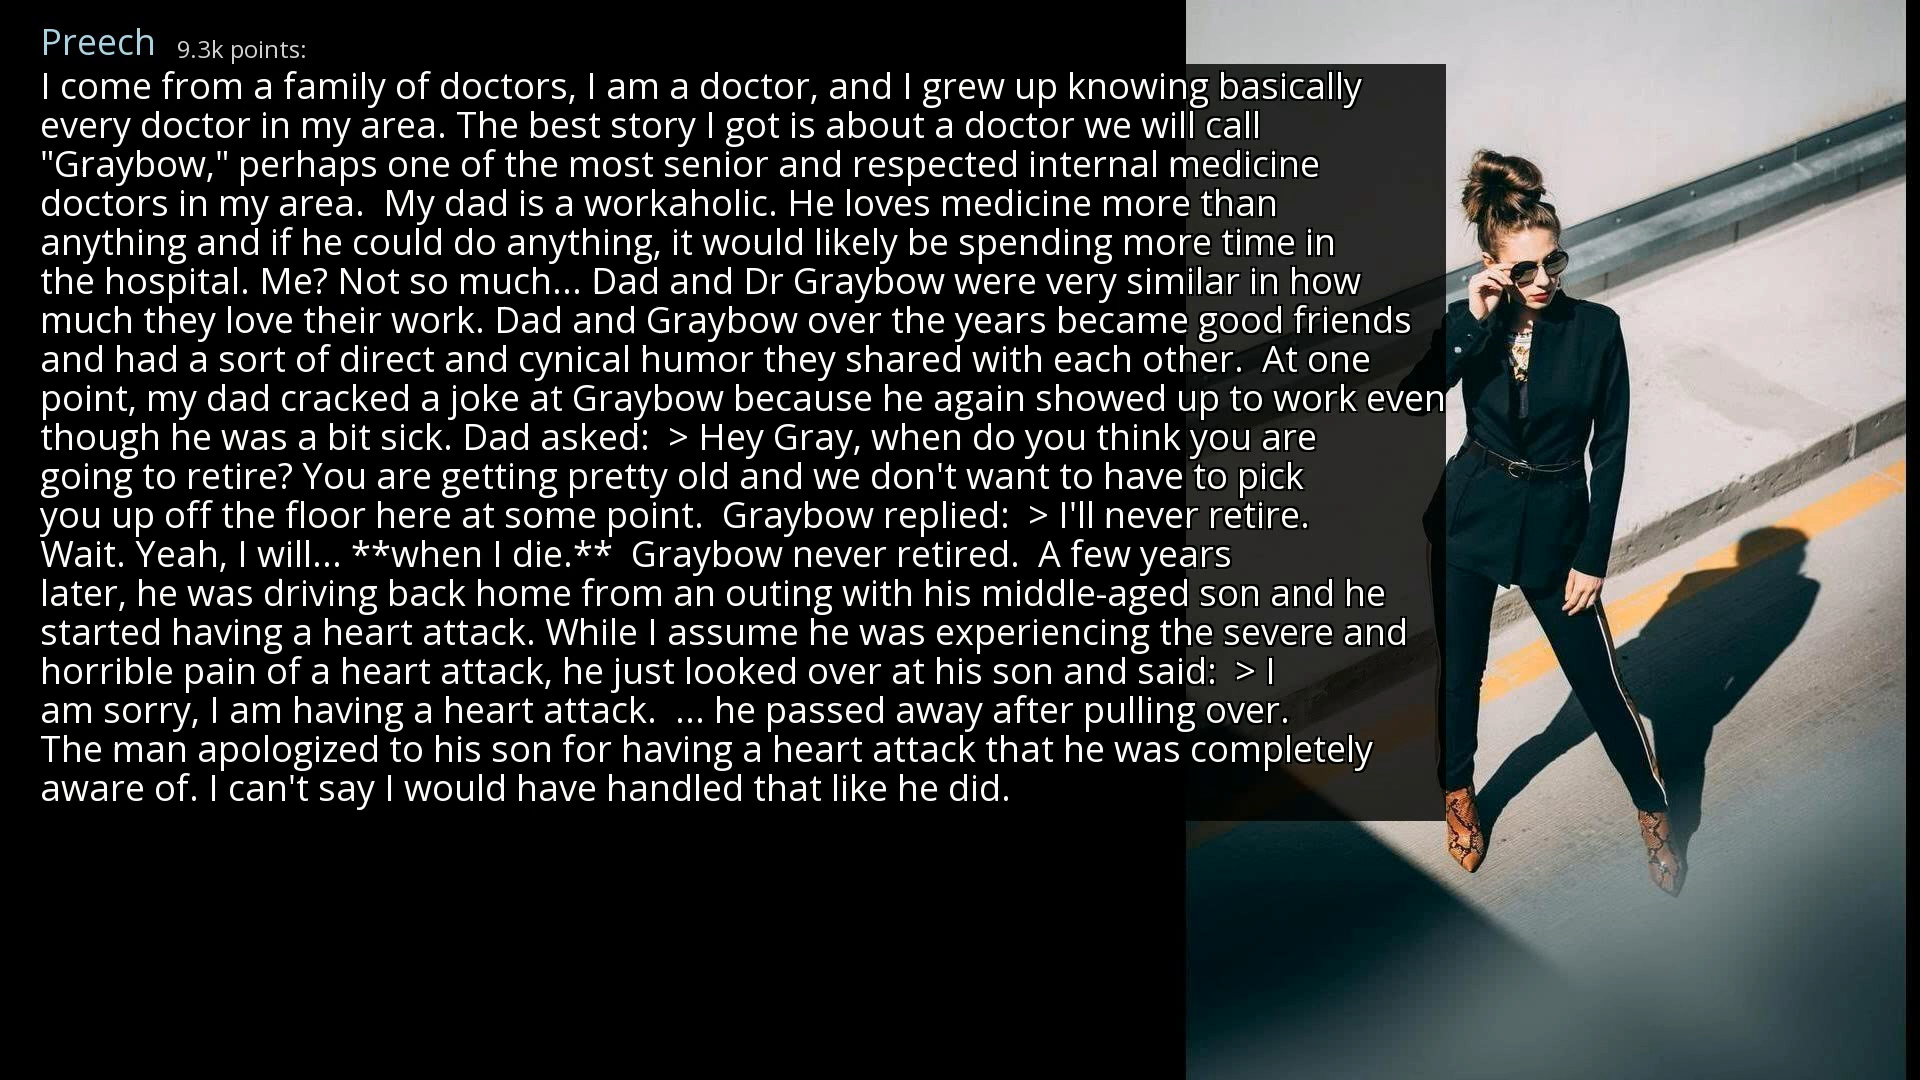 Preech 9.3k points:
I come from a family of doctors, I am a doctor, and I grew up knowing basically
every doctor in my area. The best story I got is about a doctor we will call
"Graybow," perhaps one of the most senior and respected internal medicine
doctors in my area.  My dad is a workaholic. He loves medicine more than
anything and if he could do anything, it would likely be spending more time in
the hospital. Me? Not so much... Dad and Dr Graybow were very similar in how
much they love their work. Dad and Graybow over the years became good friends
and had a sort of direct and cynical humor they shared with each other.  At one
point, my dad cracked a joke at Graybow because he again showed up to work even
though he was a bit sick. Dad asked:  > Hey Gray, when do you think you are
going to retire? You are getting pretty old and we don't want to have to pick
you up off the floor here at some point.  Graybow replied:  > I'll never retire.
Wait. Yeah, I will... **when I die.**  Graybow never retired.  A few years
later, he was driving back home from an outing with his middle-aged son and he
started having a heart attack. While I assume he was experiencing the severe and
horrible pain of a heart attack, he just looked over at his son and said:  > I
am sorry, I am having a heart attack.  ... he passed away after pulling over.
The man apologized to his son for having a heart attack that he was completely
aware of. I can't say I would have handled that like he did.